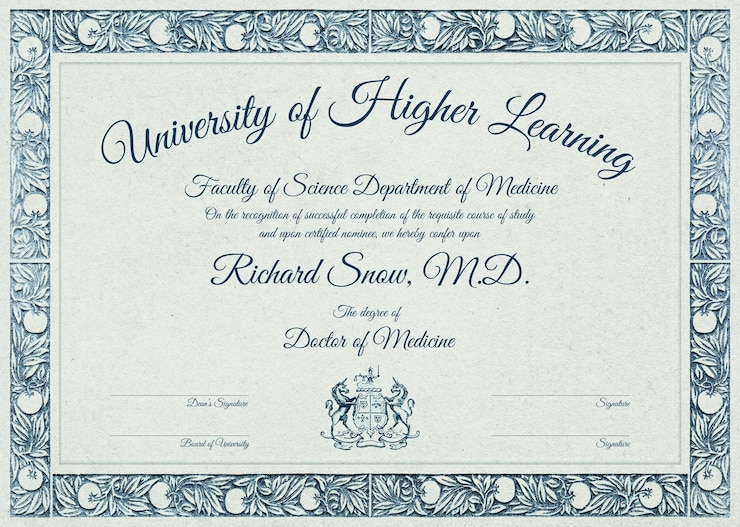 University of Higher Learning
Faculty of Science Department of Medicine
On the recognition of successful completion of the requisite course of study
and upon certified nominee, we hereby confer upon
Richard Snow, M.D.
The degree of
Doctor of Medicine
Dean's Signature
Signature
Board of University
Signature